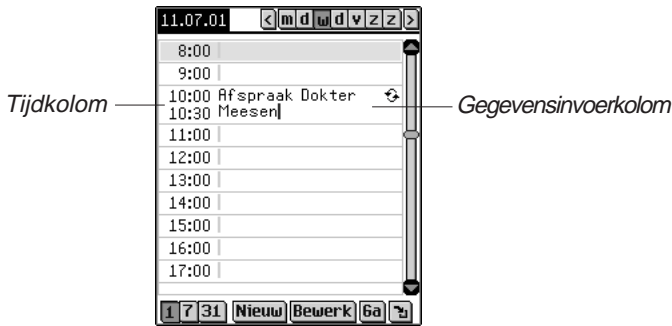 11.07.01 < m d w d v z z >
8:00
9:00
Tijdkolom
10:00 Afspraak Dokter
10:30 Meesen
Gegevensinvoerkolom
11:00
12:00
13:00
14:00
15:00
16:00
17:00
1 7 31 Nieuw Bewerk Ga